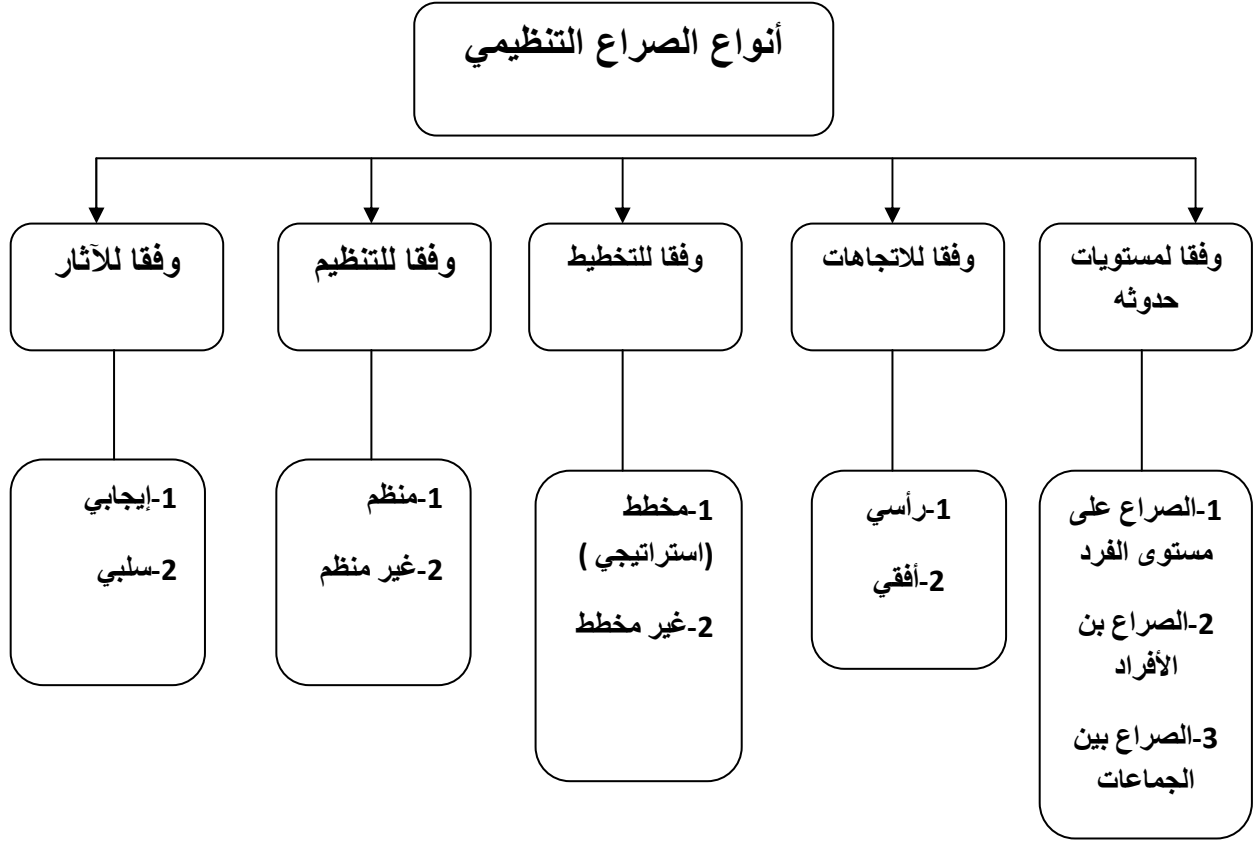 أنواع الصراع التنظيمي
وفقا لمستويات
حدوثه
وفقا للاتجاهات
وفقا للتخطيط
وفقا للتنظيم
وفقا للآثار
1-الصراع على
مستوى الفرد
2-الصراع بن
الأفراد
3-الصراع بين
الجماعات
1-رأسي
2-أفقي
1-مخطط
(استراتيجي )
2-غير مخطط
1-منظم
2-غير منظم
1-إيجابي
2-سلبي